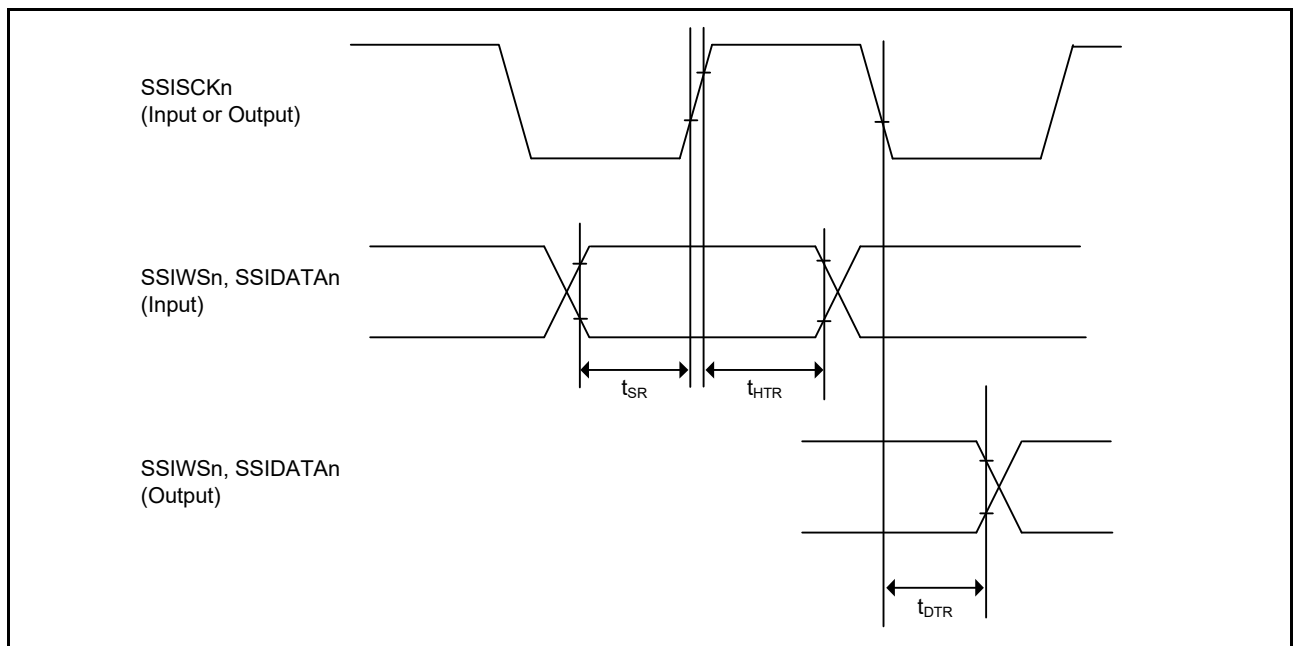 SSISCKn
(Input or Output)
SSIWSn, SSIDATAn
(Input)
tSR
tHTR
SSIWSn, SSIDATAn
(Output)
tDTR